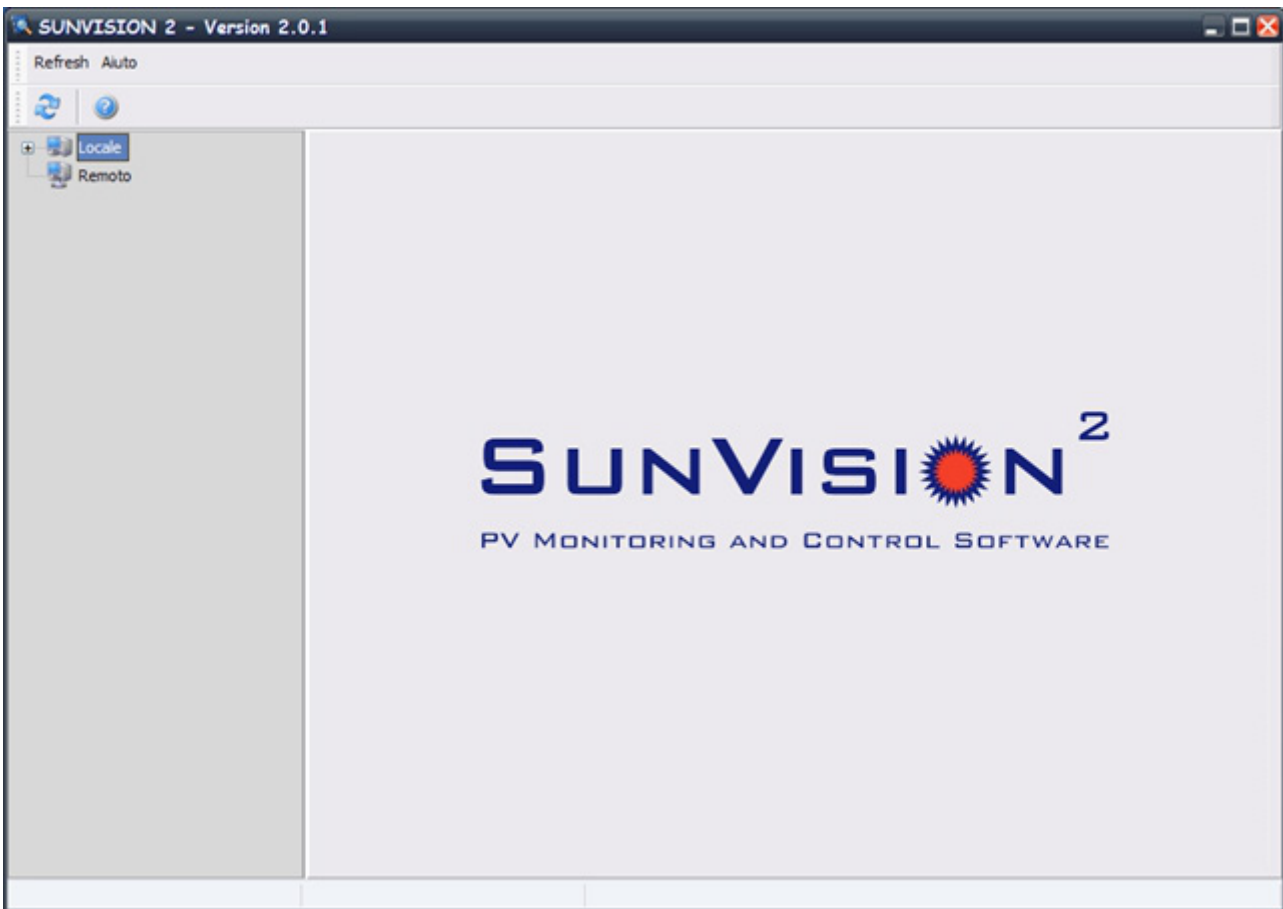 SUNVISION 2 - Version 2.0.1
Refresh Aiuto
Locale
Remoto
SUNVISION 2
PV MONITORING AND CONTROL SOFTWARE